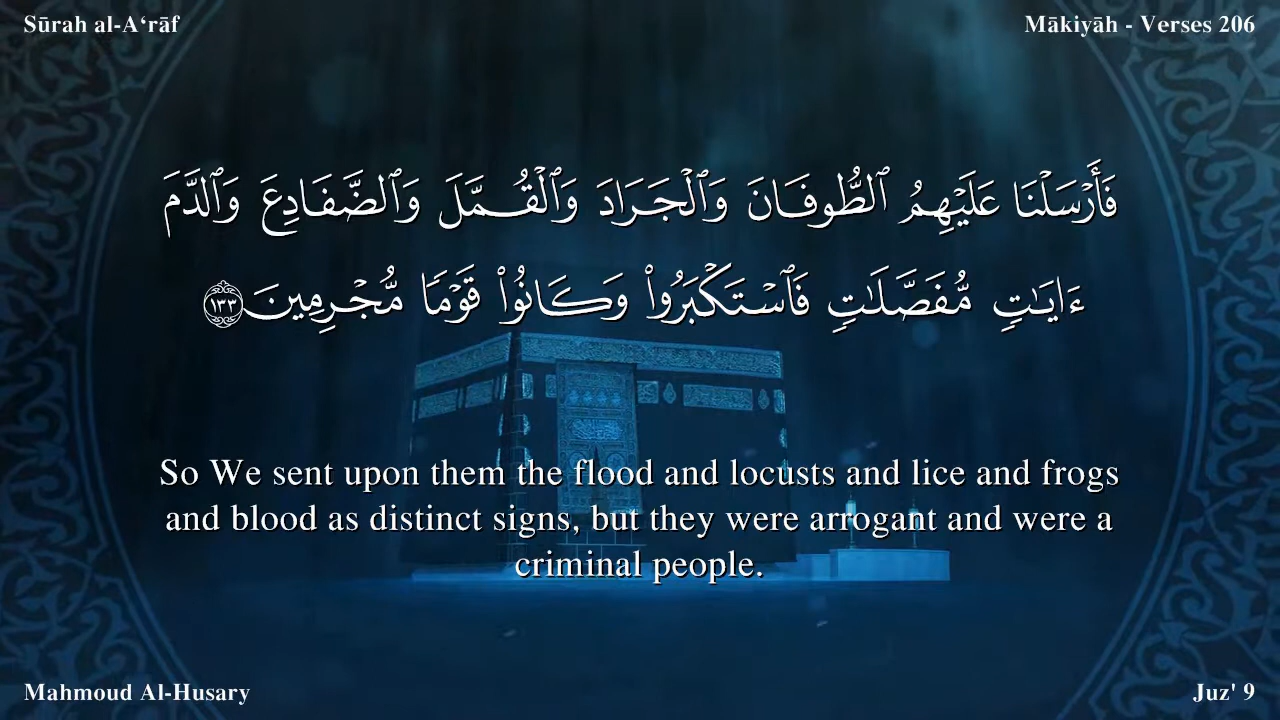 Sūrah al-A‘rāf
Mākiyāh - Verses 206
فَأَرْسَلْنَا عَلَيْهِمُ ٱلطُّوفَانَ وَٱلْجَرَادَ وَٱلْقُمَّلَ وَٱلضَّفَادِعَ وَٱلدَّمَ
ءَايَـٰتٍ مُّفَصَّلَـٰتٍ فَٱسْتَكْبَرُوا۟ وَكَانُوا۟ قَوْمًا مُّجْرِمِينَ ١٣٣
So We sent upon them the flood and locusts and lice and frogs
and blood as distinct signs, but they were arrogant and were a
criminal people.
Mahmoud Al-Husary
Juz' 9